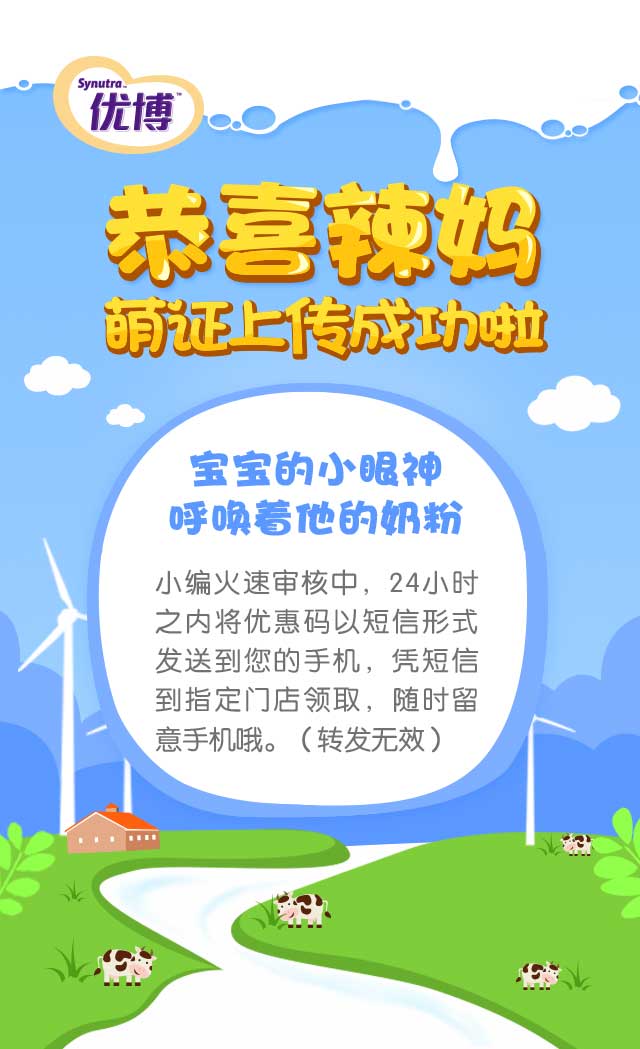 Synutra™
优博™
恭喜辣妈
萌证上传成功啦
宝宝的小眼神
呼唤着他的奶粉
小编火速审核中，24小时
之内将优惠码以短信形式
发送到您的手机，凭短信
到指定门店领取，随时留
意手机哦。（转发无效）